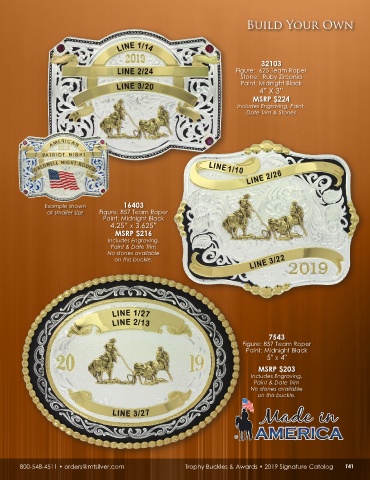 BUILD YOUR OWN
LINE 1/14
2019
LINE 2/24
LINE 3/20
32103
Figure: 625 Team Roper
Stone: Ruby Zirconia
Paint: Midnight Black
4" X 3"
MSRP $224
Includes Engraving, Paint
Date Trim & Stones
AMERICAN
PATRIOT NIGHT
Example shown
at smaller size
16403
Figure: 857 Team Roper
Paint: Midnight Black
4.25" x 3.625"
MSRP $216
Includes Engraving,
Paint & Date Trim
No stones available
on this buckle.
LINE 1/10
LINE 2/26
LINE 3/22
2019
LINE 1/27
LINE 2/13
20 19
LINE 3/27
7543
Figure: 857 Team Roper
Paint: Midnight Black
5" x 4"
MSRP $203
Includes Engraving,
Paint & Date Trim
No stones available
on this buckle.
Made in
AMERICA
800-548-4511 • orders@mtsilver.com Trophy Buckles & Awards • 2019 Signature Catalog 141